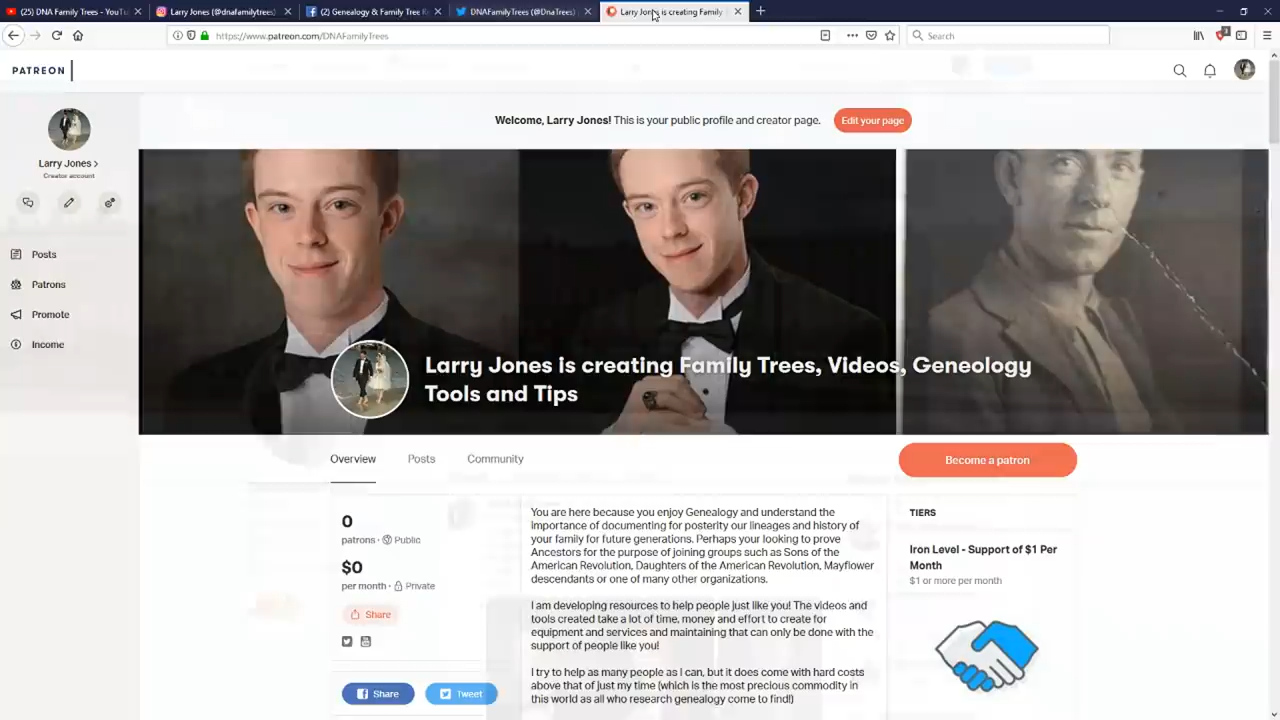 (25) DNA Family Trees - YouTu
Larry Jones (@dnafamilytrees)
(2) Genealogy & Family Tree Re
DNAFamilyTrees (@DnaTrees)
Larry Jones is creating Family
https://www.patreon.com/DNAFamilyTrees
Search
PATREON
Welcome, Larry Jones! This is your public profile and creator page.
Edit your page
Larry Jones >
Creator account
Posts
Patrons
Promote
Income
Larry Jones is creating Family Trees, Videos, Geneology
Tools and Tips
Overview
Posts
Community
Become a patron
0
patrons · Public
$0
per month · Private
Share
Share
Tweet
You are here because you enjoy Genealogy and understand the
importance of documenting for posterity our lineages and history of
your family for future generations. Perhaps your looking to prove
Ancestors for the purpose of joining groups such as Sons of the
American Revolution, Daughters of the American Revolution, Mayflower
descendants or one of many other organizations.
I am developing resources to help people just like you! The videos and
tools created take a lot of time, money and effort to create for
equipment and services and maintaining that can only be done with the
support of people like you!
I try to help as many people as I can, but it does come with hard costs
above that of just my time (which is the most precious commodity in
this world as all who research genealogy come to find!)
TIERS
Iron Level - Support of $1 Per
Month
$1 or more per month